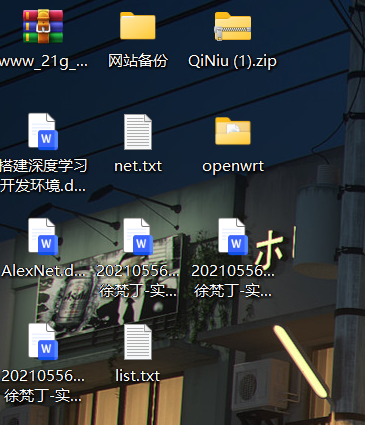 www_21g_...
网站备份
QiNiu (1).zip
搭建深度学习
开发环境.d...
net.txt
openwrt
AlexNet.d...
20210556...
徐梵丁-实...
20210556...
徐梵丁-实...
ホ
20210556...
徐梵丁-实...
list.txt